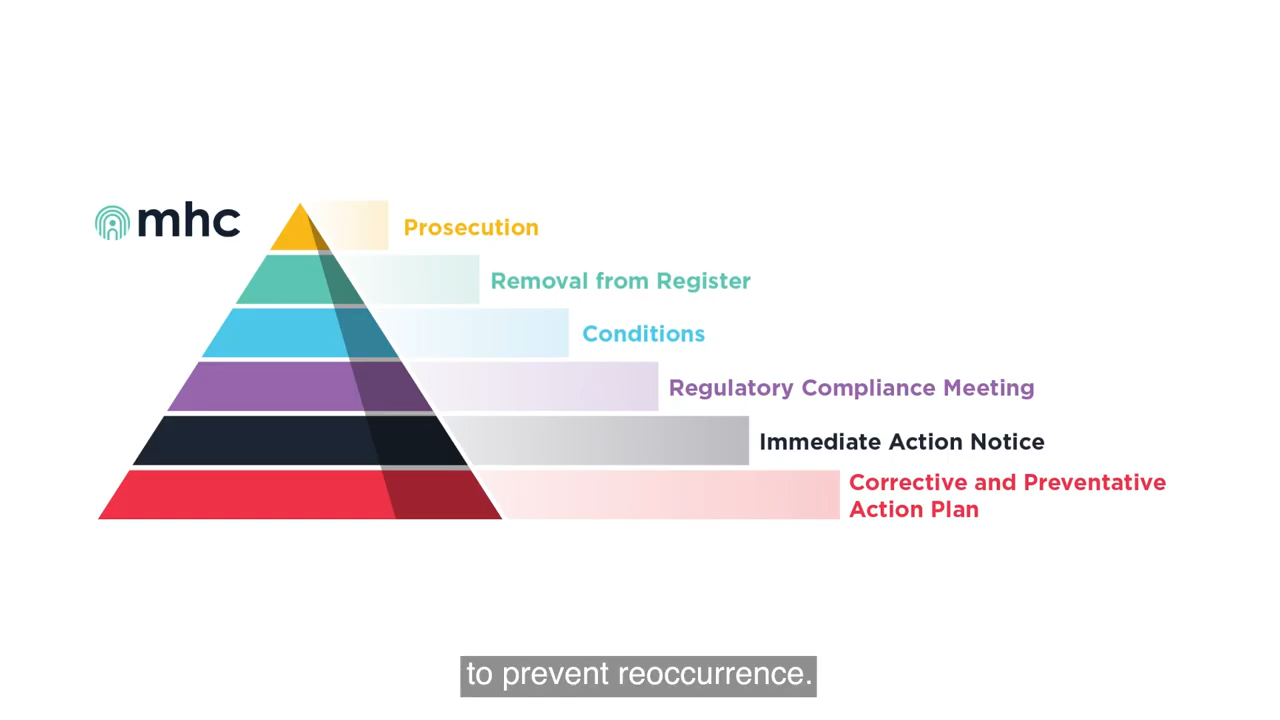 mhc
Prosecution
Removal from Register
Conditions
Regulatory Compliance Meeting
Immediate Action Notice
Corrective and Preventative
Action Plan
to prevent reoccurrence.